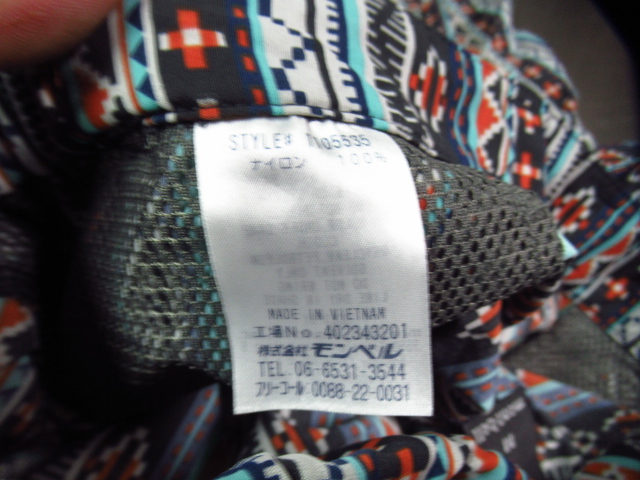 STYLE# 1105535
ナイロン 100%
MADE IN VIETNAM
工場No.402343201
株式会社 モンベル
TEL. 06-6531-3544
フリーコール 0088-22-0031